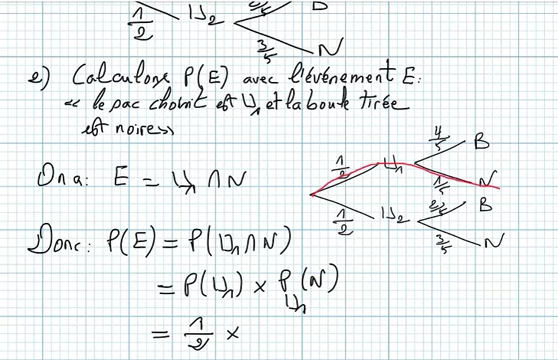 1/2 U₂ 2/5 B
3/5 N
e) Calculons P(E) avec l'événement E:
« le sac choisit est U₁ et la boule tirée
est noire »
1/2 U₁ 4/5 B
1/5 N
1/2 U₂ 2/5 B
3/5 N
On a: E = U₁ ∩ N
Donc: P(E) = P(U₁ ∩ N)
= P(U₁) × P_U₁(N)
= 1/2 ×